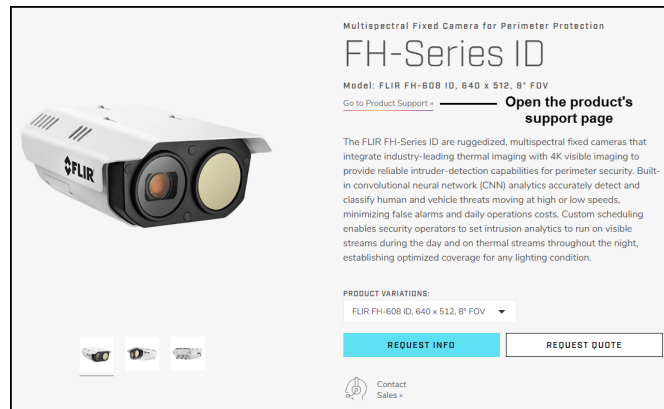 Multispectral Fixed Camera for Perimeter Protection
FH-Series ID
Model: FLIR FH-608 ID, 640 x 512, 8° FOV
Go to Product Support »
Open the product's
support page
The FLIR FH-Series ID are ruggedized, multispectral fixed cameras that
integrate industry-leading thermal imaging with 4K visible imaging to
provide reliable intruder-detection capabilities for perimeter security. Built-
in convolutional neural network (CNN) analytics accurately detect and
classify human and vehicle threats moving at high or low speeds,
minimizing false alarms and daily operations costs. Custom scheduling
enables security operators to set intrusion analytics to run on visible
streams during the day and on thermal streams throughout the night,
establishing optimized coverage for any lighting condition.
PRODUCT VARIATIONS:
FLIR FH-608 ID, 640 x 512, 8° FOV
REQUEST INFO
REQUEST QUOTE
Contact
Sales »
FLIR